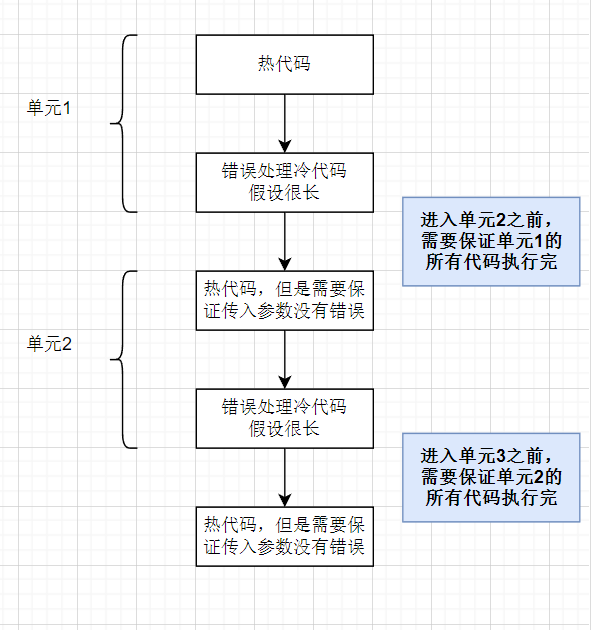 热代码
单元1
错误处理冷代码
假设很长
进入单元2之前，
需要保证单元1的
所有代码执行完
热代码，但是需要保
证传入参数没有错误
单元2
错误处理冷代码
假设很长
进入单元3之前，
需要保证单元2的
所有代码执行完
热代码，但是需要保
证传入参数没有错误